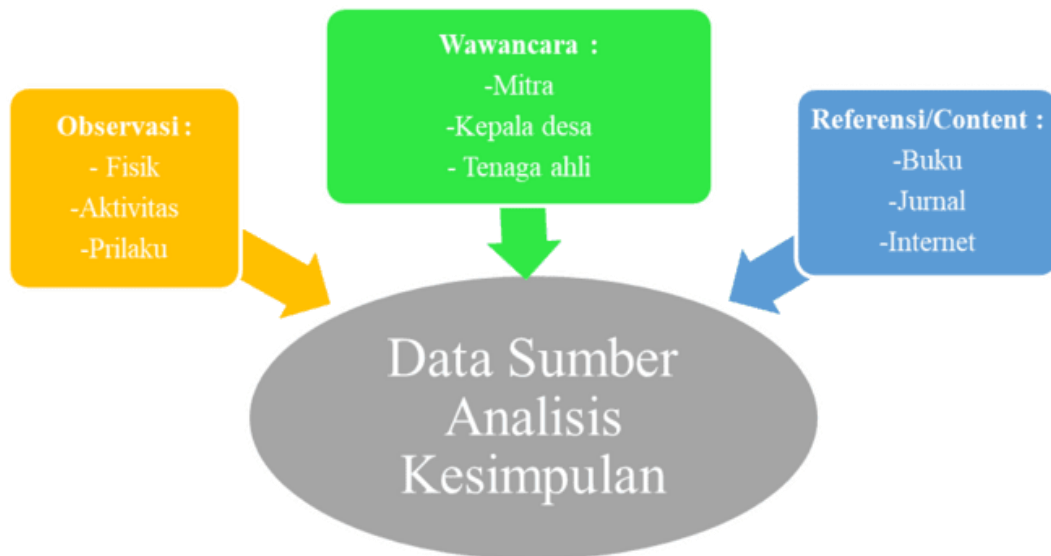 Observasi :
- Fisik
-Aktivitas
-Prilaku
Wawancara :
-Mitra
-Kepala desa
- Tenaga ahli
Referensi/Content :
-Buku
-Jurnal
-Internet
Data Sumber
Analisis
Kesimpulan